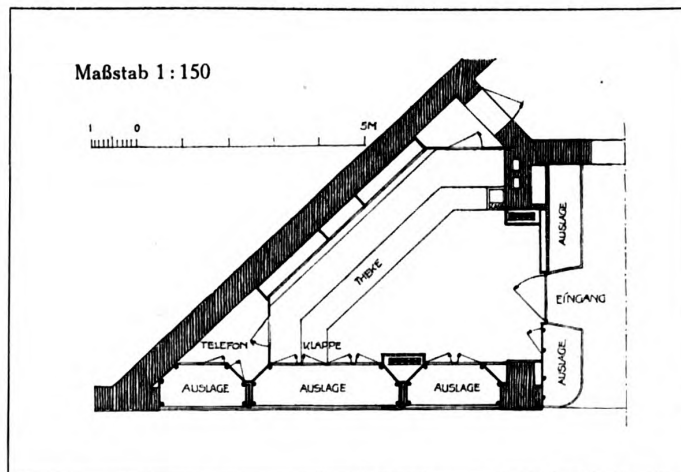 Maßstab 1 : 150
1 0 5M
AUSLAGE
THEKE
EINGANG
TELEFON
KLAPPE
AUSLAGE
AUSLAGE
AUSLAGE
AUSLAGE